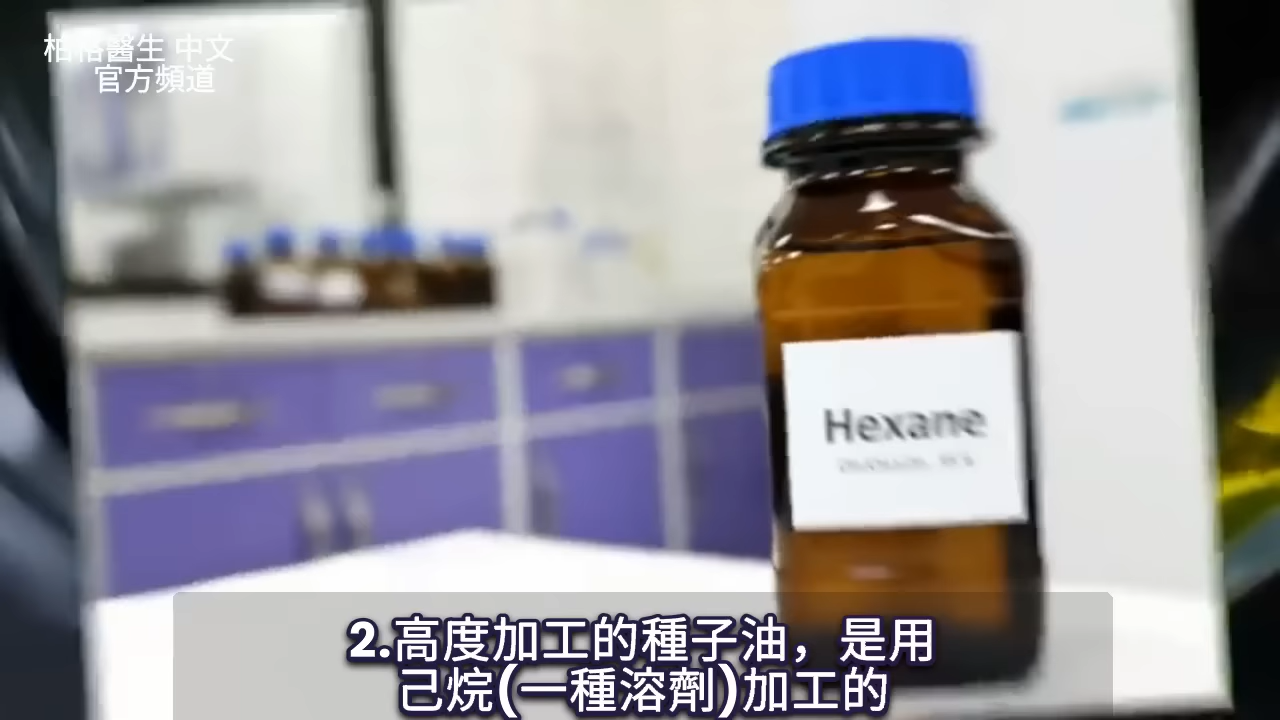 柏格醫生 中文
官方頻道
Hexane
2.高度加工的種子油，是用
己烷(一種溶劑)加工的